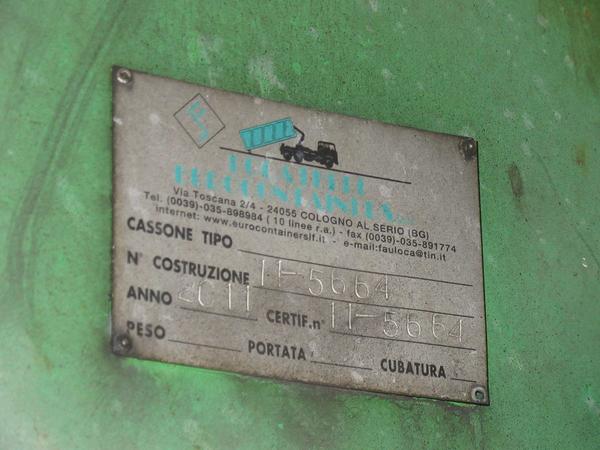 EUROCONTAINERS
Via Toscana 2/4 - 24055 COLOGNO AL SERIO (BG)
Tel. (0039)-035-898984 ( 10 linee r.a.) - fax (0039)-035-891774
internet: www.eurocontainerslf.it - e-mail:fauloca@tin.it
CASSONE TIPO
N° COSTRUZIONE 11-5664
ANNO 2011 CERTIF.n° 11-5664
PESO PORTATA CUBATURA